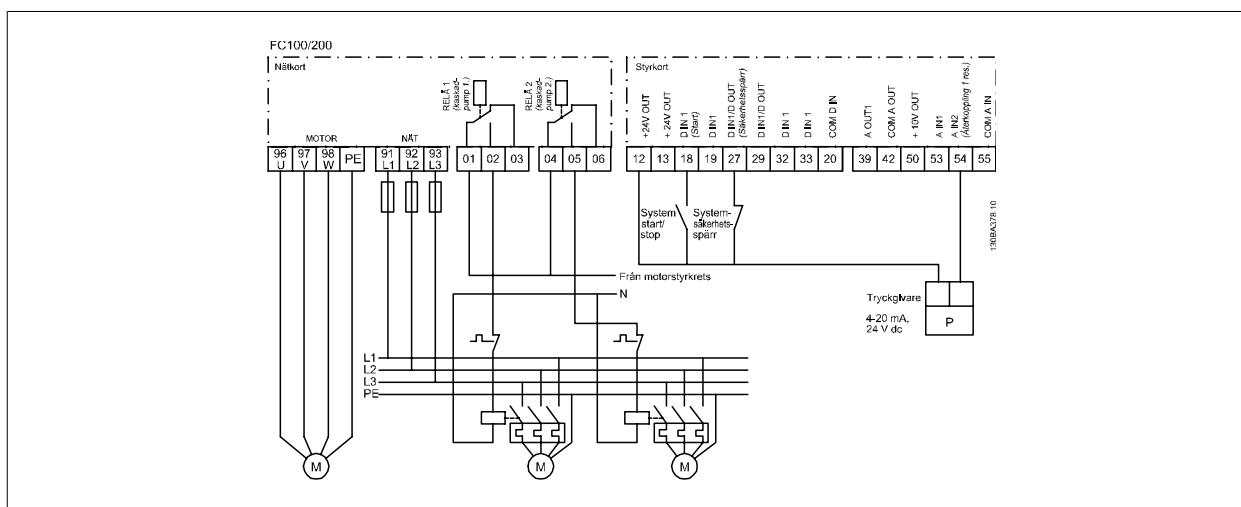 FC100/200
Nätkort
Styrkort
RELÄ 1
(kaskad-
pump 1.)
RELÄ 2
(kaskad-
pump 2.)
+24V OUT
+ 24V OUT
D IN 1
(Start)
D IN1
D IN1/D OUT
(Säkerhetsspärr)
D IN1/D OUT
D IN 1
D IN 1
COM D IN
A OUT1
COM A OUT
+ 10V OUT
A IN1
A IN2
(Återkoppling 1 res.)
COM A IN
MOTOR
NÄT
96 97 98 PE 91 92 93 01 02 03 04 05 06 12 13 18 19 27 29 32 33 20 39 42 50 53 54 55
U V W L1 L2 L3
System
start/
stop
System-
säkerhets-
spärr
130BA378.10
Från motorstyrkrets
N
Tryckgivare
4-20 mA,
24 V dc
P
L1
L2
L3
PE
M M M